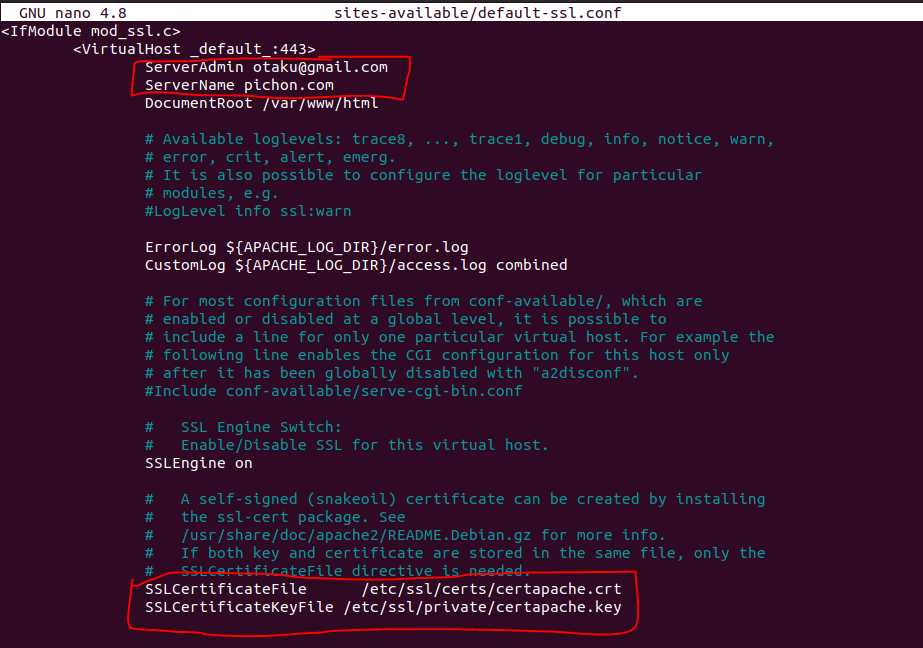 GNU nano 4.8 sites-available/default-ssl.conf
<IfModule mod_ssl.c>
<VirtualHost _default_:443>
ServerAdmin otaku@gmail.com
ServerName pichon.com
DocumentRoot /var/www/html
# Available loglevels: trace8, ..., trace1, debug, info, notice, warn,
# error, crit, alert, emerg.
# It is also possible to configure the loglevel for particular
# modules, e.g.
#LogLevel info ssl:warn
ErrorLog ${APACHE_LOG_DIR}/error.log
CustomLog ${APACHE_LOG_DIR}/access.log combined
# For most configuration files from conf-available/, which are
# enabled or disabled at a global level, it is possible to
# include a line for only one particular virtual host. For example the
# following line enables the CGI configuration for this host only
# after it has been globally disabled with "a2disconf".
#Include conf-available/serve-cgi-bin.conf
# SSL Engine Switch:
# Enable/Disable SSL for this virtual host.
SSLEngine on
# A self-signed (snakeoil) certificate can be created by installing
# the ssl-cert package. See
# /usr/share/doc/apache2/README.Debian.gz for more info.
# If both key and certificate are stored in the same file, only the
# SSLCertificateFile directive is needed.
SSLCertificateFile /etc/ssl/certs/certapache.crt
SSLCertificateKeyFile /etc/ssl/private/certapache.key